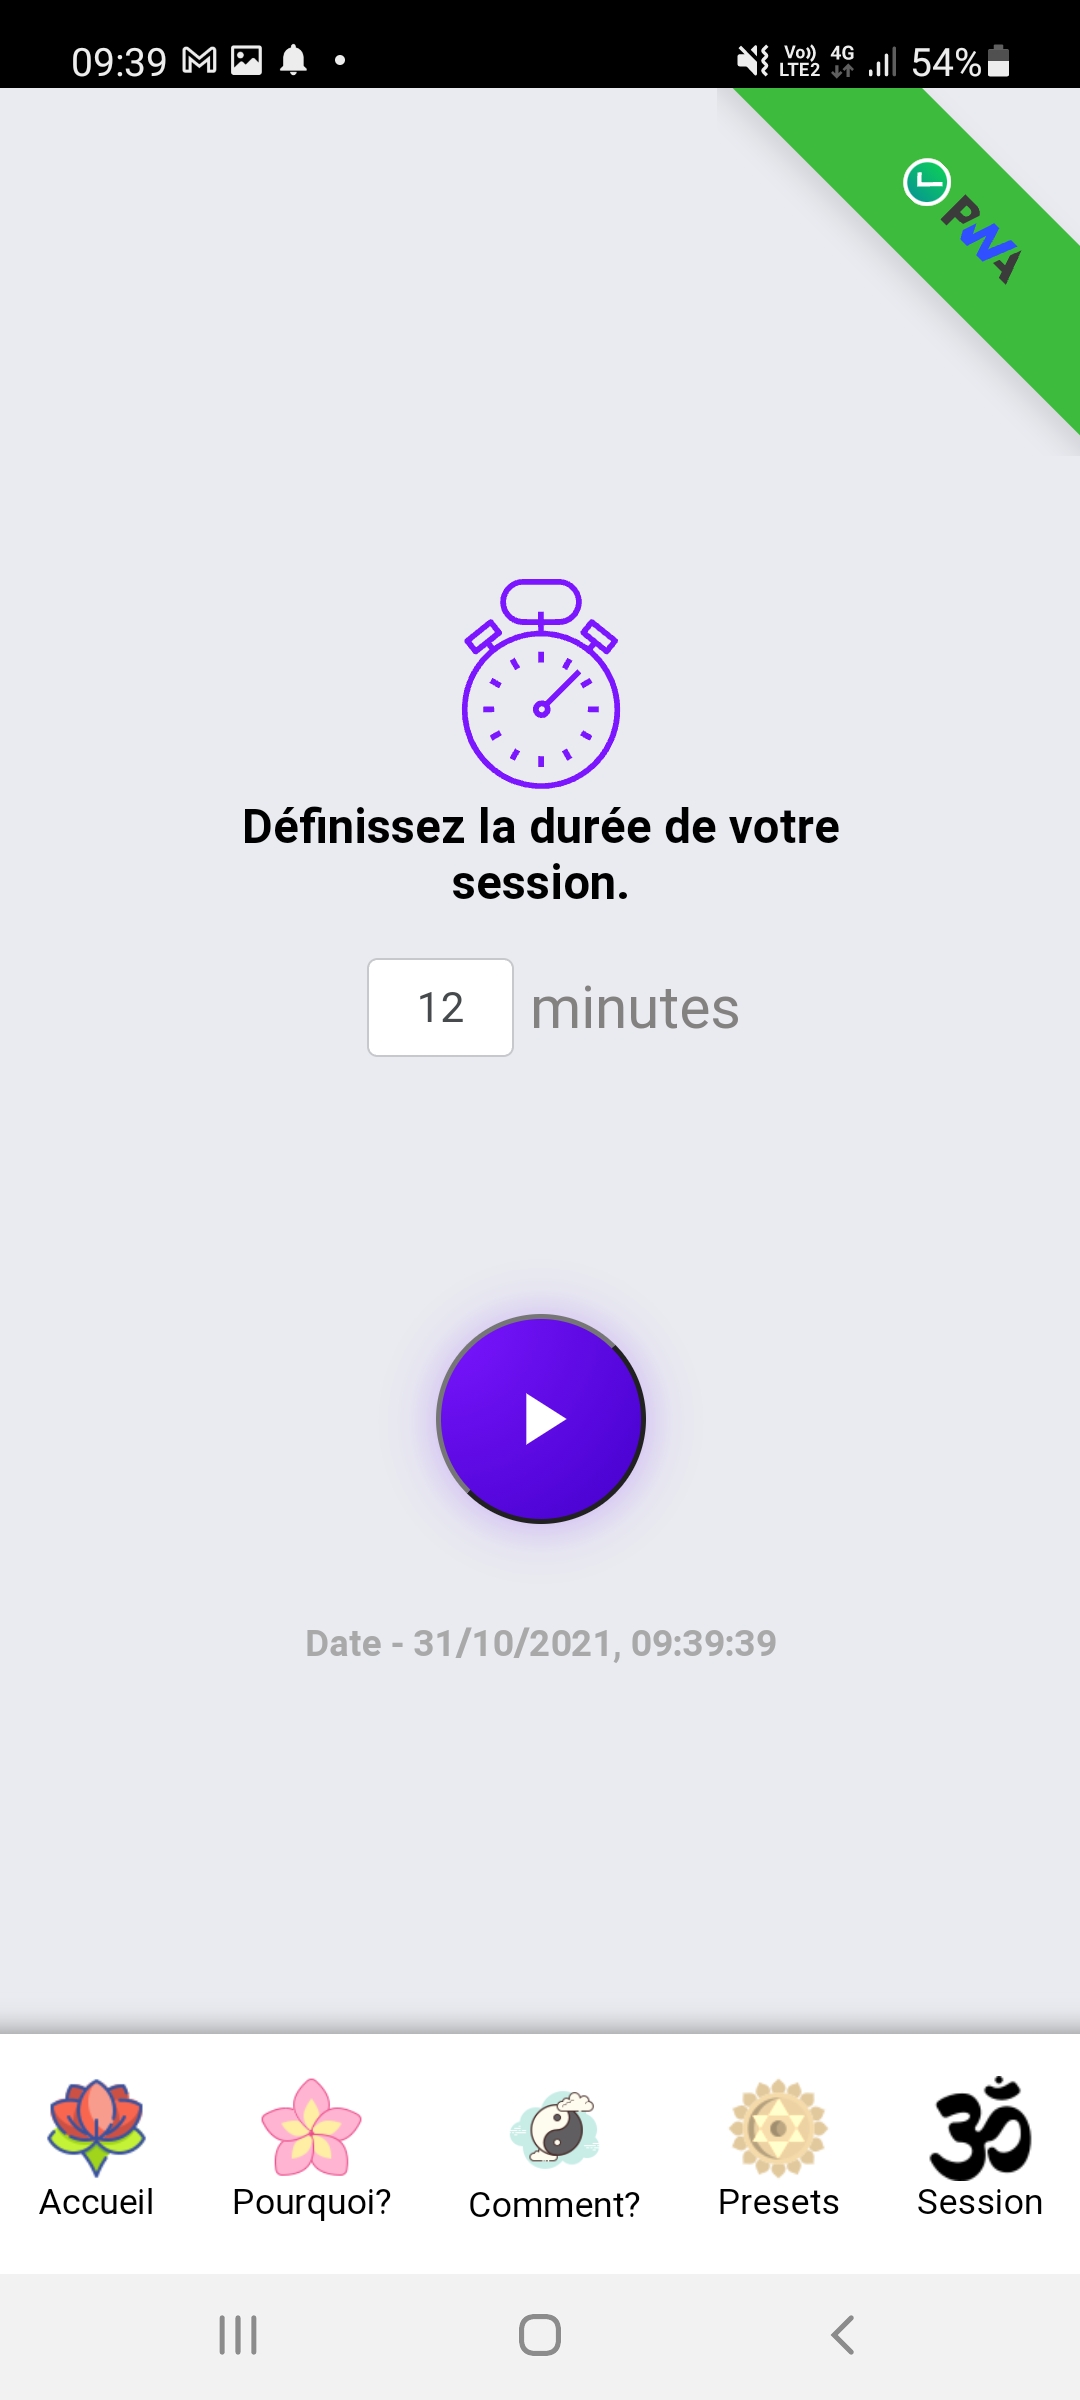 09:39
Vo)) LTE2 4G 54%
PWA
Définissez la durée de votre
session.
12 minutes
Date - 31/10/2021, 09:39:39
Accueil Pourquoi? Comment? Presets Session